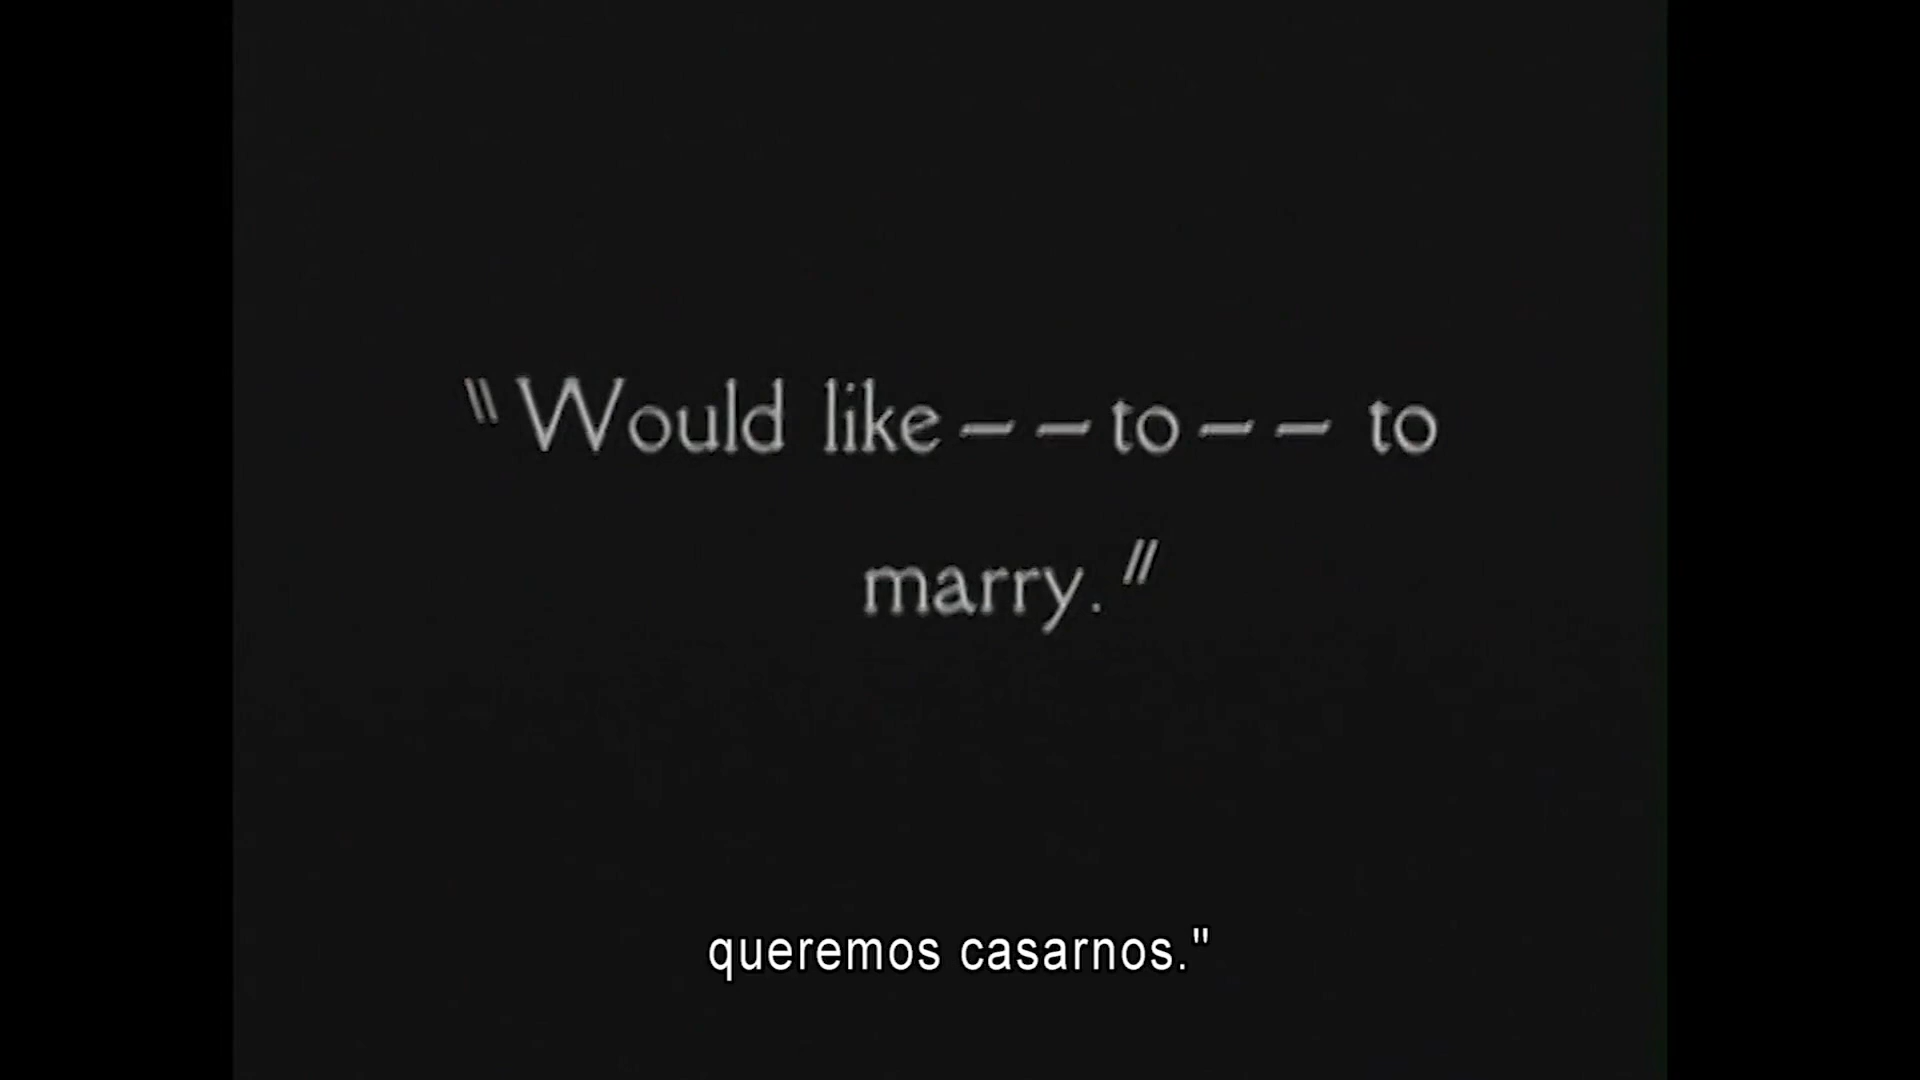 "Would like -- to -- to
marry."
queremos casarnos."